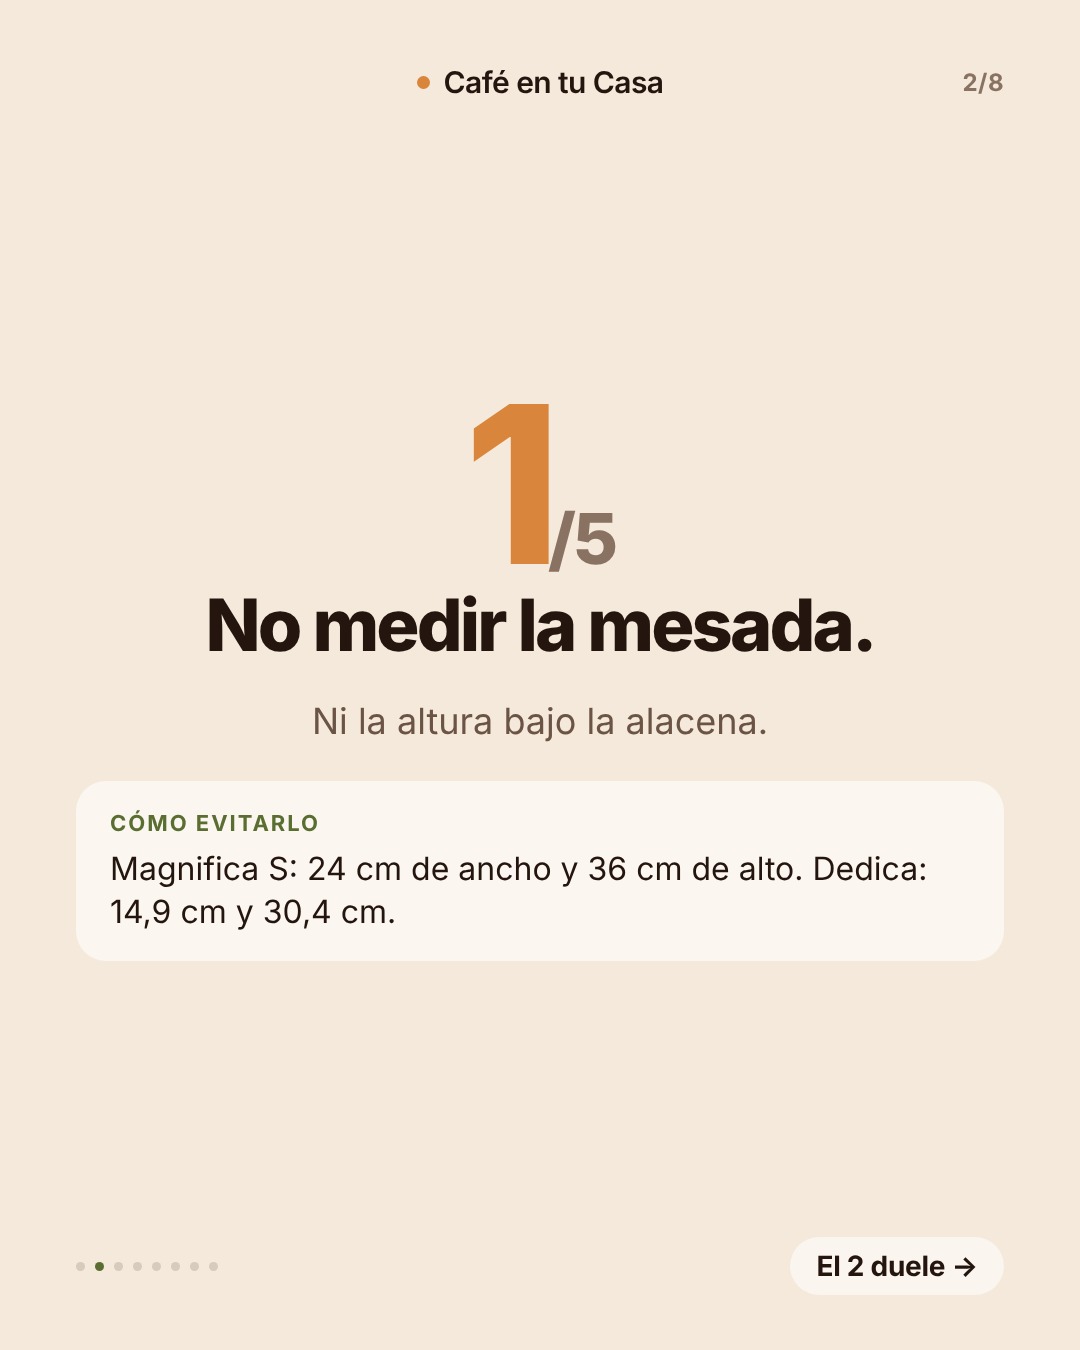 Café en tu Casa
2/8
1/5
No medir la mesada.
Ni la altura bajo la alacena.
CÓMO EVITARLO
Magnifica S: 24 cm de ancho y 36 cm de alto. Dedica:
14,9 cm y 30,4 cm.
El 2 duele →